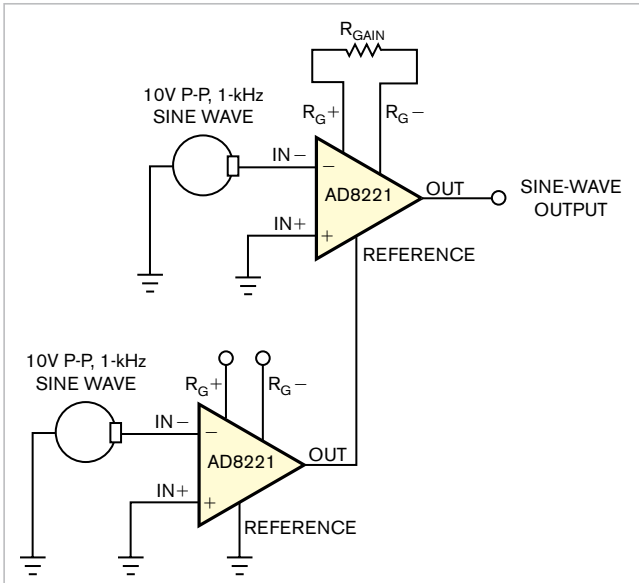 R_GAIN
10V P-P, 1-kHz
SINE WAVE
R_G+
R_G−
IN−
−
AD8221
OUT
SINE-WAVE
OUTPUT
IN+
+
REFERENCE
10V P-P, 1-kHz
SINE WAVE
R_G+
R_G−
IN−
−
AD8221
OUT
IN+
+
REFERENCE